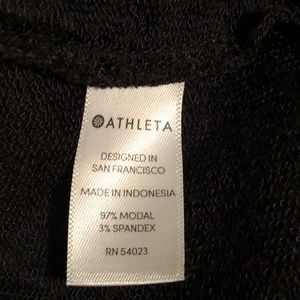 ATHLETA
DESIGNED IN
SAN FRANCISCO
MADE IN INDONESIA
97% MODAL
3% SPANDEX
RN 54023